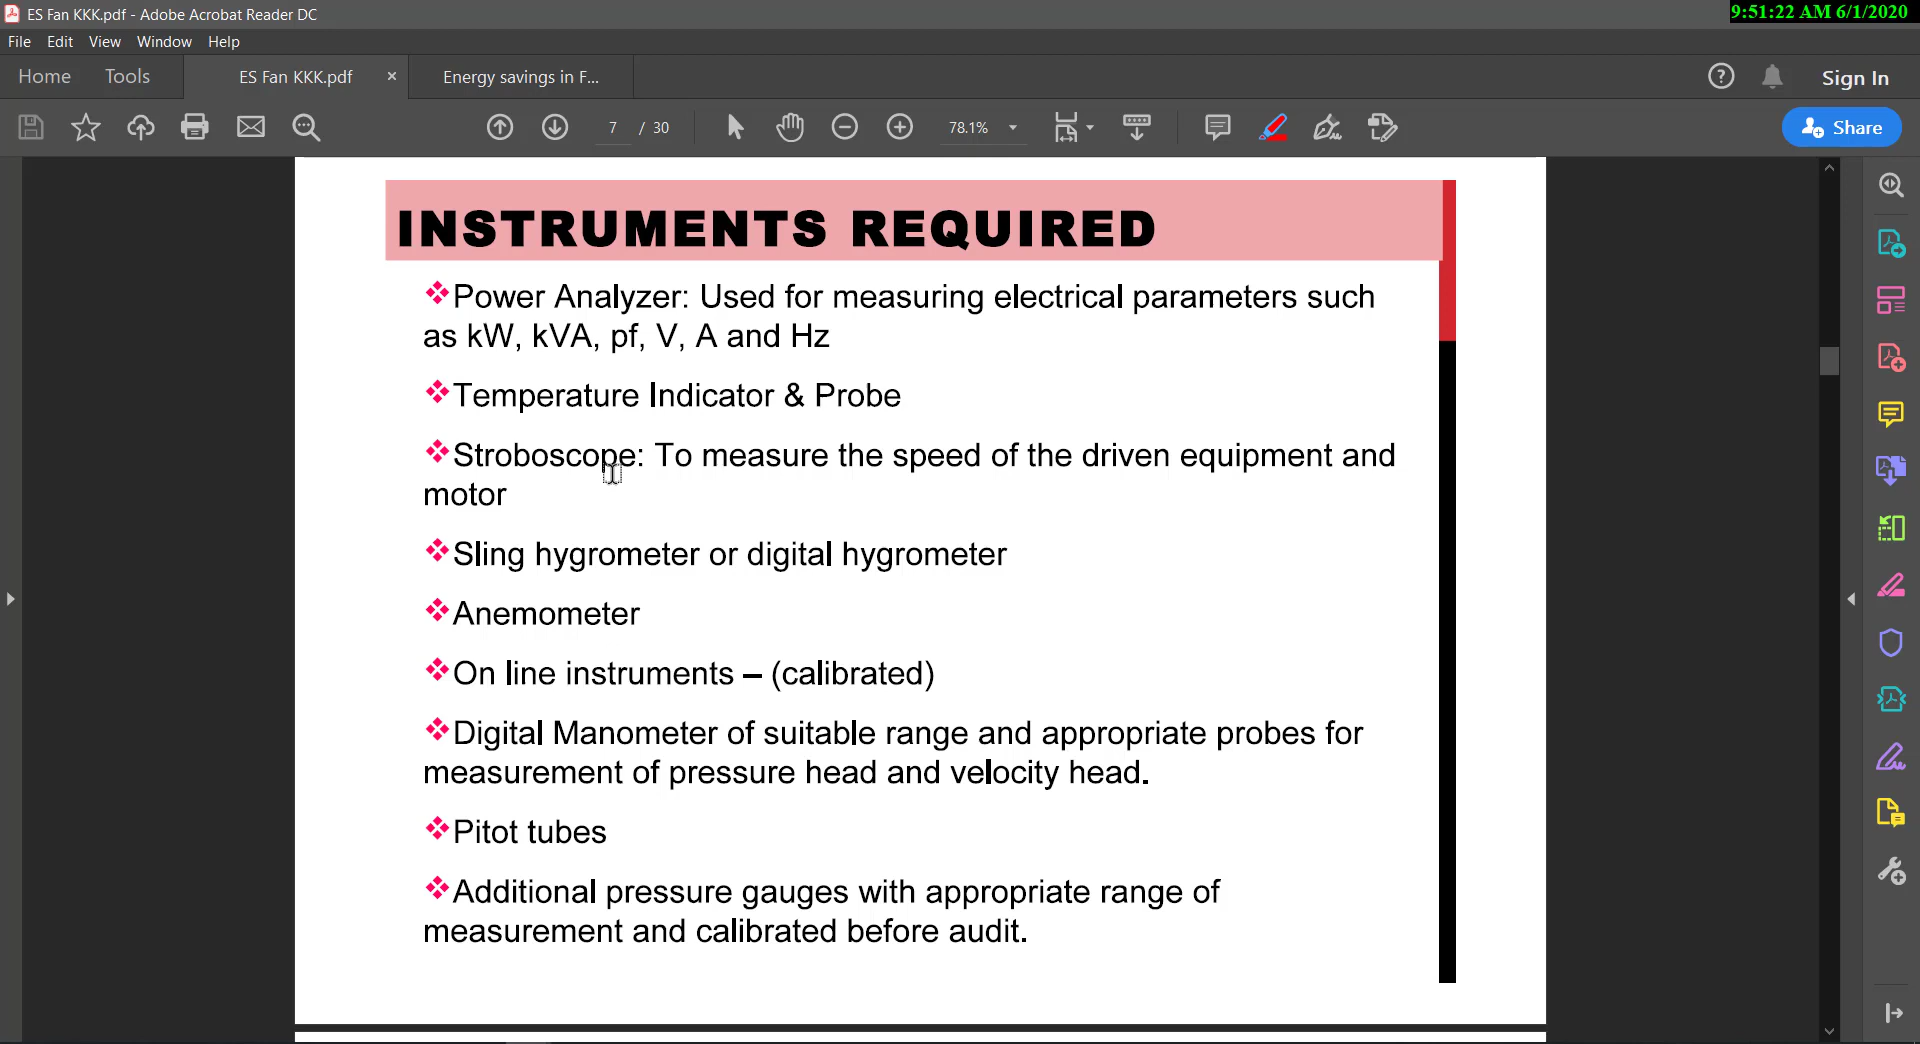 ES Fan KKK.pdf - Adobe Acrobat Reader DC
9:51:22 AM 6/1/2020
File Edit View Window Help
Home Tools ES Fan KKK.pdf × Energy savings in F... Sign In
7 / 30 78.1% Share
INSTRUMENTS REQUIRED
❖Power Analyzer: Used for measuring electrical parameters such
as kW, kVA, pf, V, A and Hz
❖Temperature Indicator & Probe
❖Stroboscope: To measure the speed of the driven equipment and
motor
❖Sling hygrometer or digital hygrometer
❖Anemometer
❖On line instruments – (calibrated)
❖Digital Manometer of suitable range and appropriate probes for
measurement of pressure head and velocity head.
❖Pitot tubes
❖Additional pressure gauges with appropriate range of
measurement and calibrated before audit.